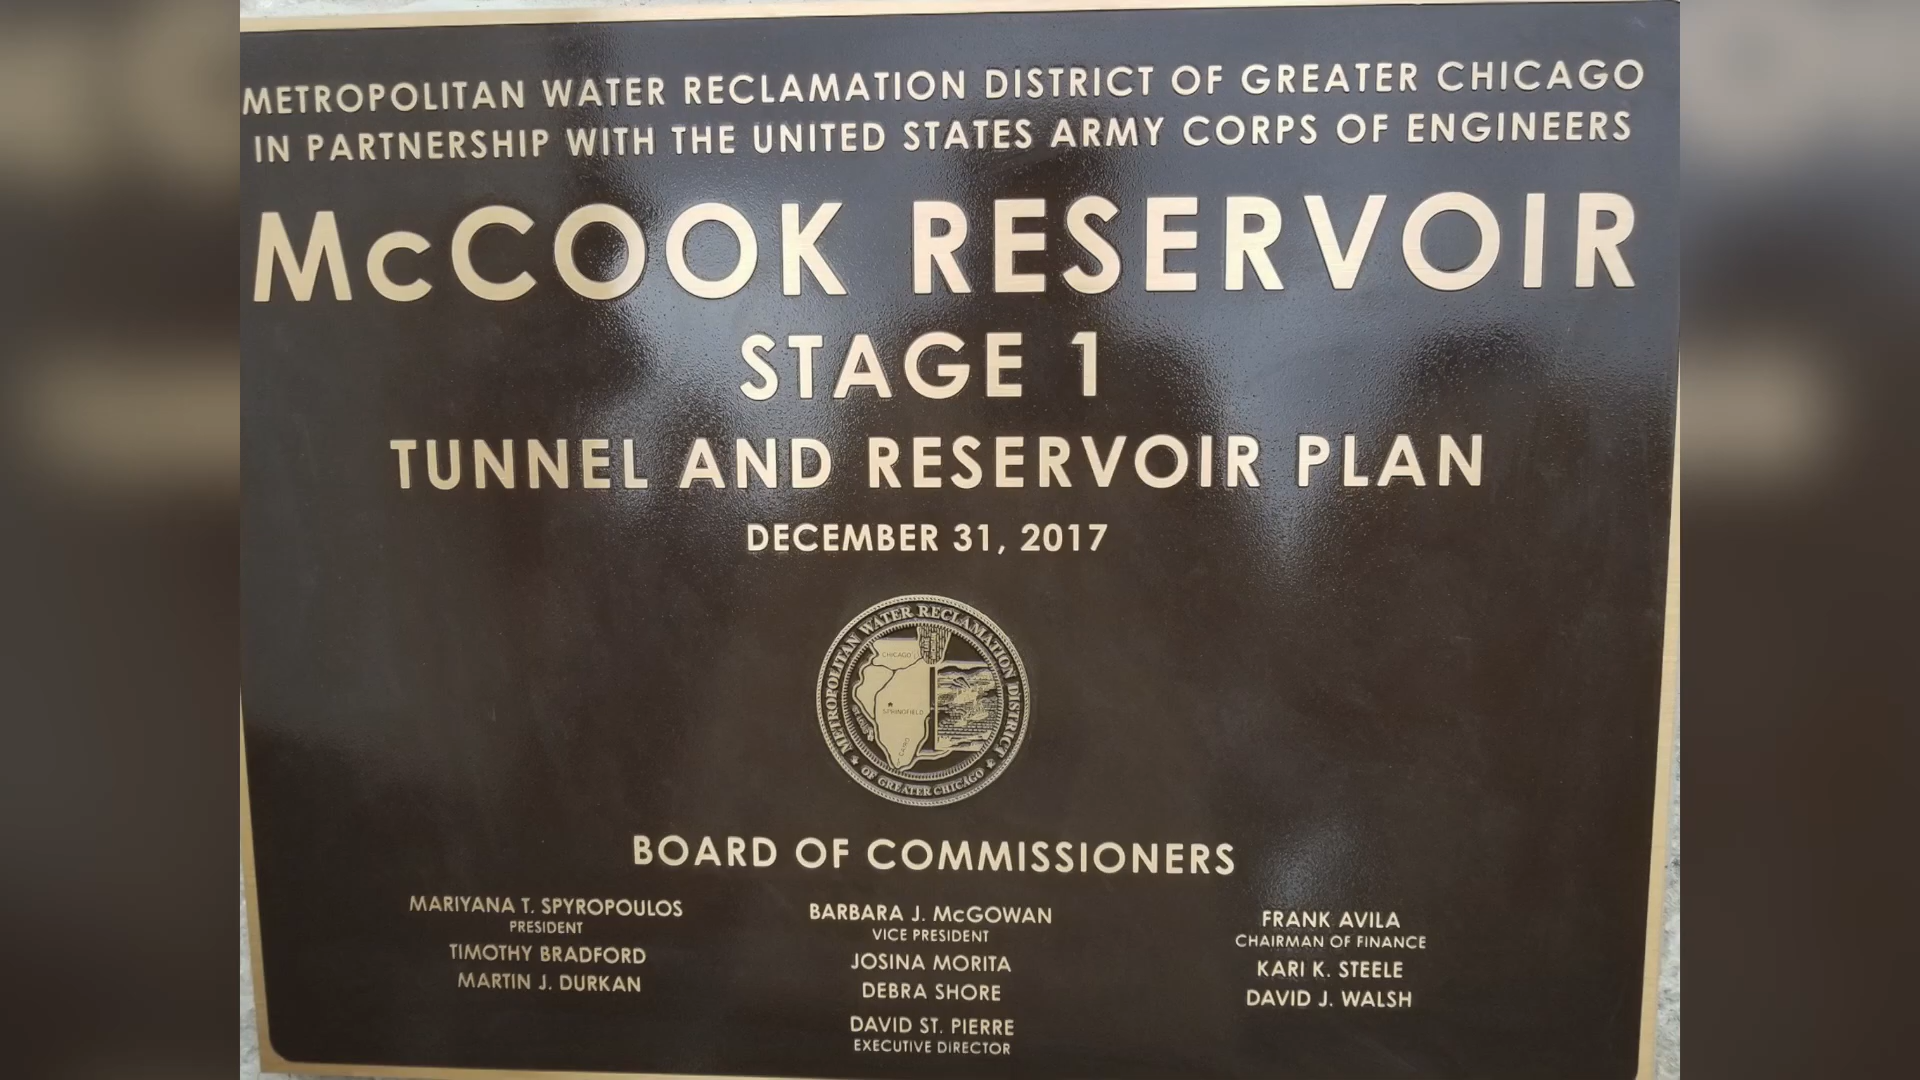 METROPOLITAN WATER RECLAMATION DISTRICT OF GREATER CHICAGO
IN PARTNERSHIP WITH THE UNITED STATES ARMY CORPS OF ENGINEERS
McCOOK RESERVOIR
STAGE 1
TUNNEL AND RESERVOIR PLAN
DECEMBER 31, 2017
METROPOLITAN WATER RECLAMATION DISTRICT
OF GREATER CHICAGO
CHICAGO
SPRINGFIELD
CAIRO
BOARD OF COMMISSIONERS
MARIYANA T. SPYROPOULOS
PRESIDENT
TIMOTHY BRADFORD
MARTIN J. DURKAN
BARBARA J. McGOWAN
VICE PRESIDENT
JOSINA MORITA
DEBRA SHORE
DAVID ST. PIERRE
EXECUTIVE DIRECTOR
FRANK AVILA
CHAIRMAN OF FINANCE
KARI K. STEELE
DAVID J. WALSH